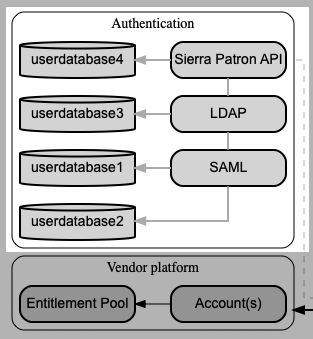 Authentication
userdatabase4
Sierra Patron API
userdatabase3
LDAP
userdatabase1
SAML
userdatabase2
Vendor platform
Entitlement Pool
Account(s)